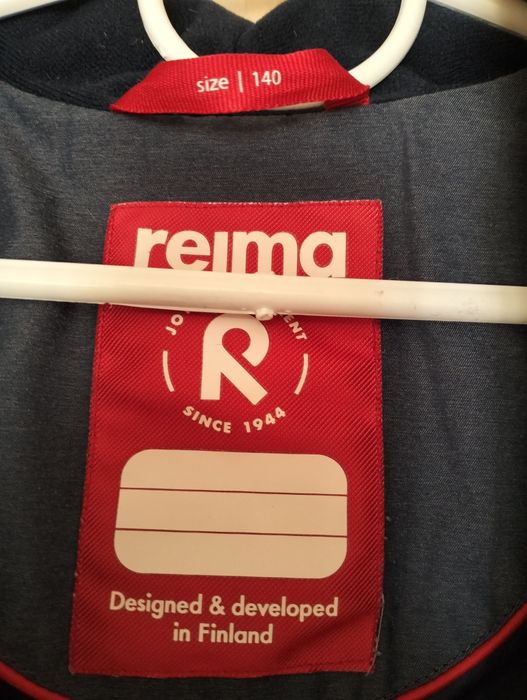 size | 140
reima
SINCE 1944
Designed & developed
in Finland